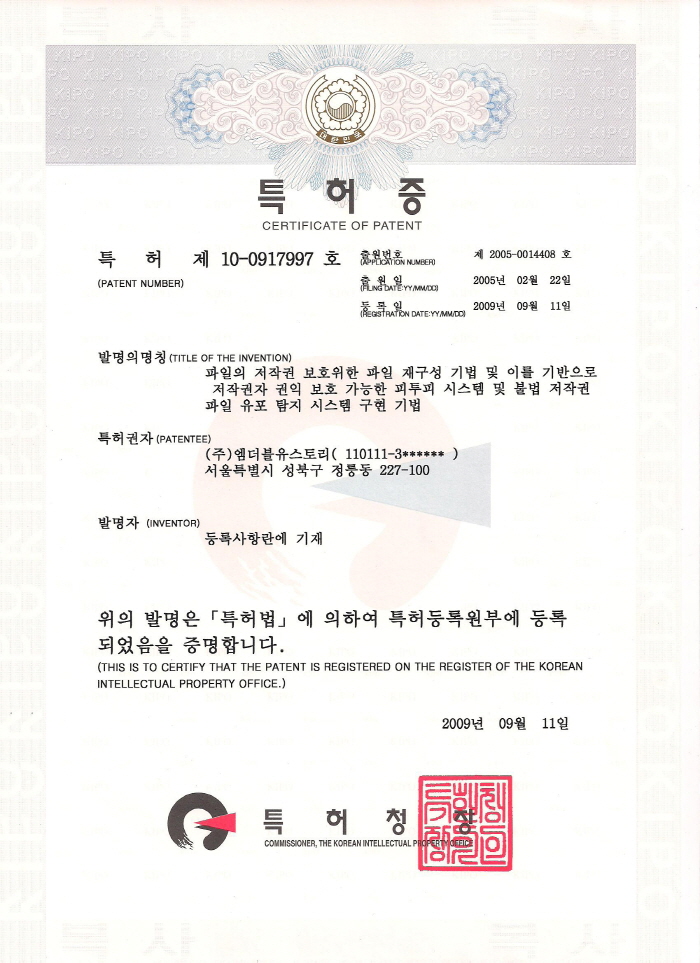 대한민국
특 허 증
CERTIFICATE OF PATENT
특 허 제 10-0917997 호
(PATENT NUMBER)
출원번호 제 2005-0014408 호
(APPLICATION NUMBER)
출 원 일 2005년 02월 22일
(FILING DATE:YY/MM/DD)
등 록 일 2009년 09월 11일
(REGISTRATION DATE:YY/MM/DD)
발명의명칭(TITLE OF THE INVENTION)
파일의 저작권 보호위한 파일 재구성 기법 및 이를 기반으로
저작권자 권익 보호 가능한 피투피 시스템 및 불법 저작권
파일 유포 탐지 시스템 구현 기법
특허권자(PATENTEE)
(주)엠더블유스토리( 110111-3****** )
서울특별시 성북구 정릉동 227-100
발명자 (INVENTOR)
등록사항란에 기재
위의 발명은 「특허법」에 의하여 특허등록원부에 등록
되었음을 증명합니다.
(THIS IS TO CERTIFY THAT THE PATENT IS REGISTERED ON THE REGISTER OF THE KOREAN
INTELLECTUAL PROPERTY OFFICE.)
2009년 09월 11일
특 허 청 장
COMMISSIONER, THE KOREAN INTELLECTUAL PROPERTY OFFICE